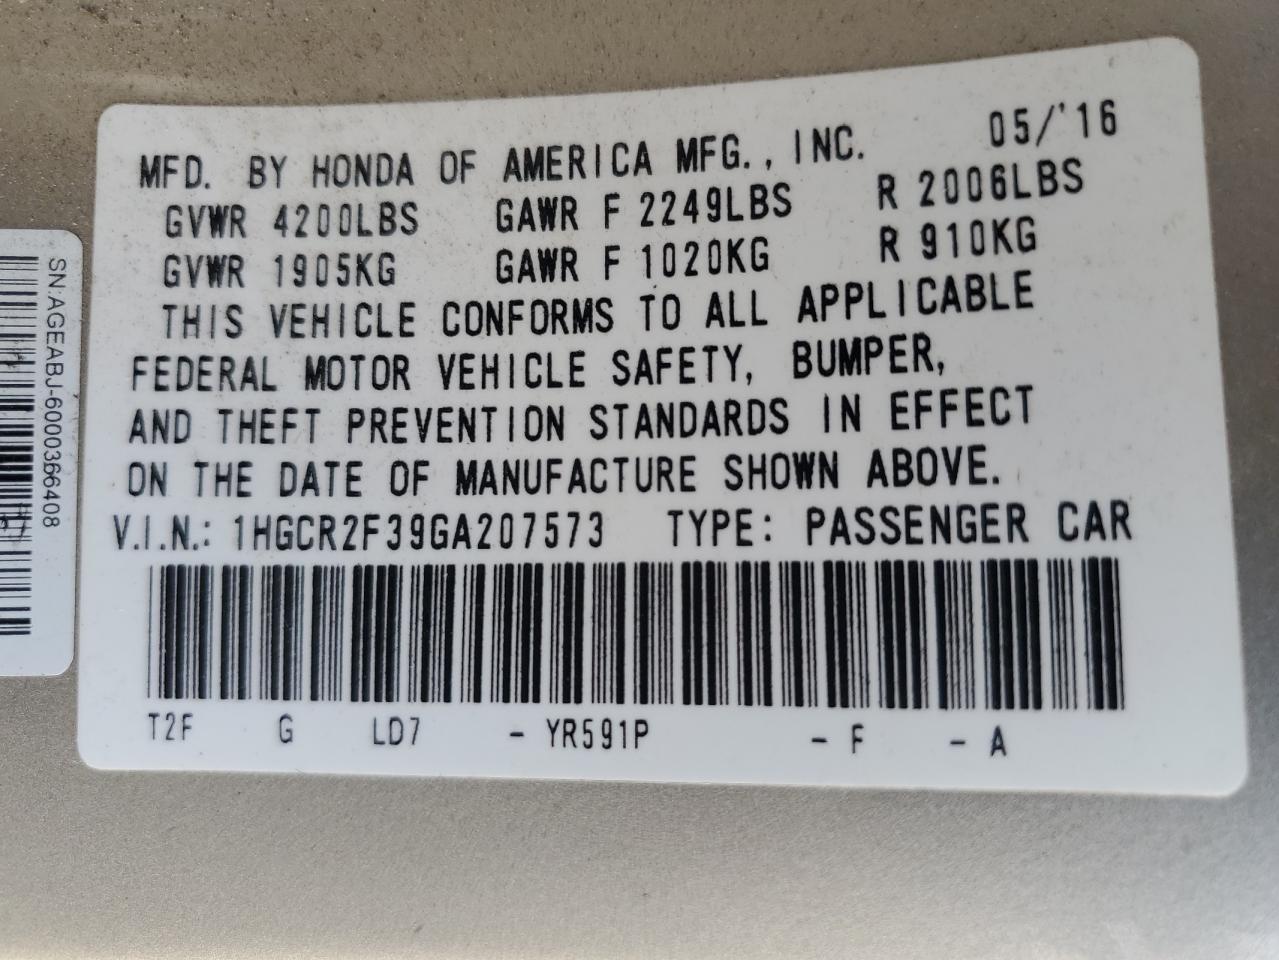 MFD. BY HONDA OF AMERICA MFG., INC. 05/'16
GVWR 4200LBS GAWR F 2249LBS R 2006LBS
GVWR 1905KG GAWR F 1020KG R 910KG
THIS VEHICLE CONFORMS TO ALL APPLICABLE
FEDERAL MOTOR VEHICLE SAFETY, BUMPER,
AND THEFT PREVENTION STANDARDS IN EFFECT
ON THE DATE OF MANUFACTURE SHOWN ABOVE.
V.I.N.: 1HGCR2F39GA207573 TYPE: PASSENGER CAR
T2F G LD7 - YR591P - F - A
SN:AGEABJ-6000366408